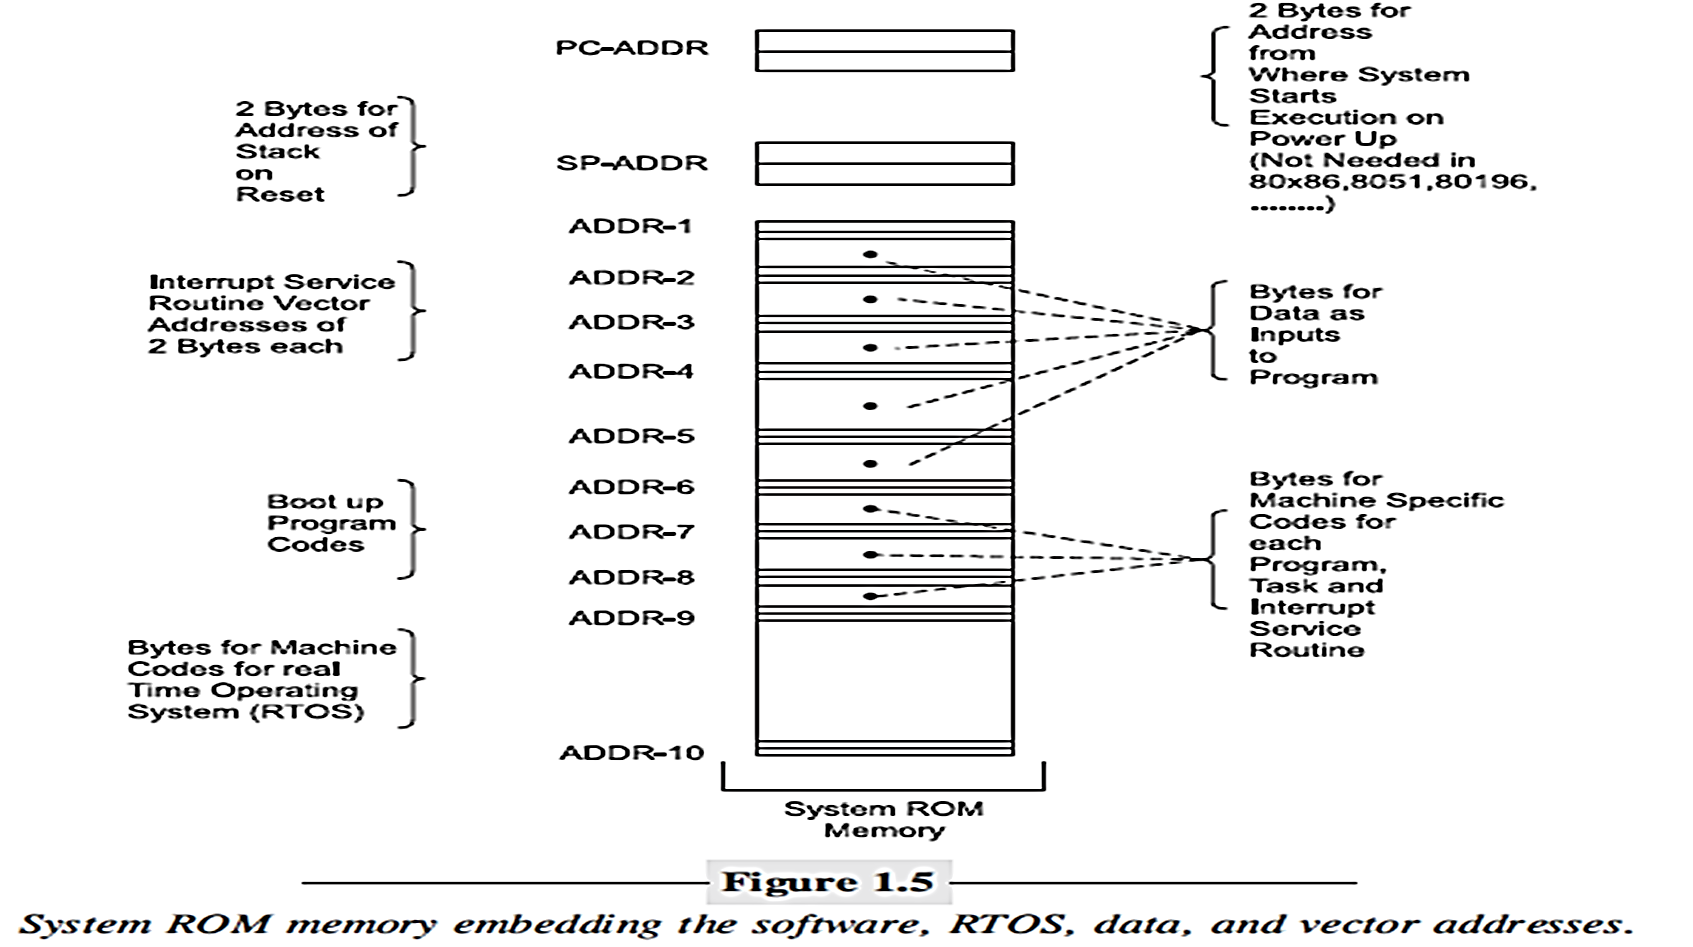 PC-ADDR
2 Bytes for
Address
from
Where System
Starts
Execution on
Power Up
(Not Needed in
80x86,8051,80196,
........)
2 Bytes for
Address of
Stack
on
Reset
SP-ADDR
ADDR-1
ADDR-2
ADDR-3
ADDR-4
ADDR-5
ADDR-6
ADDR-7
ADDR-8
ADDR-9
ADDR-10
Interrupt Service
Routine Vector
Addresses of
2 Bytes each
Bytes for
Data as
Inputs
to
Program
Boot up
Program
Codes
Bytes for
Machine Specific
Codes for
each
Program,
Task and
Interrupt
Service
Routine
Bytes for Machine
Codes for real
Time Operating
System (RTOS)
System ROM
Memory
Figure 1.5
System ROM memory embedding the software, RTOS, data, and vector addresses.